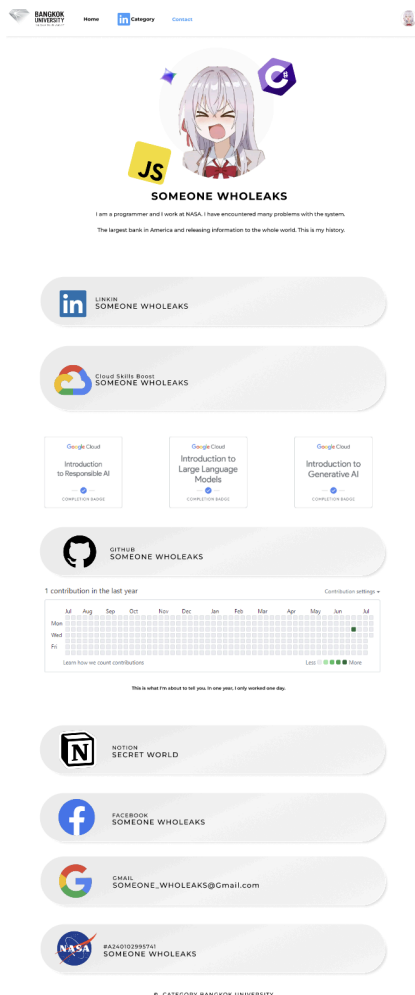 BANGKOK
UNIVERSITY
Home
in Category
Contact
C#
JS
SOMEONE WHOLEAKS
I am a programmer and I work at NASA. I have encountered many problems with the system.
The largest bank in America and releasing information to the whole world. This is my history.
in
LINKIN
SOMEONE WHOLEAKS
Cloud Skills Boost
SOMEONE WHOLEAKS
Google Cloud
Introduction
to Responsible AI
COMPLETION BADGE
Google Cloud
Introduction to
Large Language
Models
COMPLETION BADGE
Google Cloud
Introduction to
Generative AI
COMPLETION BADGE
GITHUB
SOMEONE WHOLEAKS
1 contribution in the last year
Contribution settings
Jul Aug Sep Oct Nov Dec Jan Feb Mar Apr May Jun Jul
Mon
Wed
Fri
Learn how we count contributions
Less More
This is what I'm about to tell you, In one year, I only worked one day.
N
NOTION
SECRET WORLD
FACEBOOK
SOMEONE WHOLEAKS
GMAIL
SOMEONE_WHOLEAKS@Gmail.com
NASA
#A240102995741
SOMEONE WHOLEAKS
© CATEGORY BANGKOK UNIVERSITY